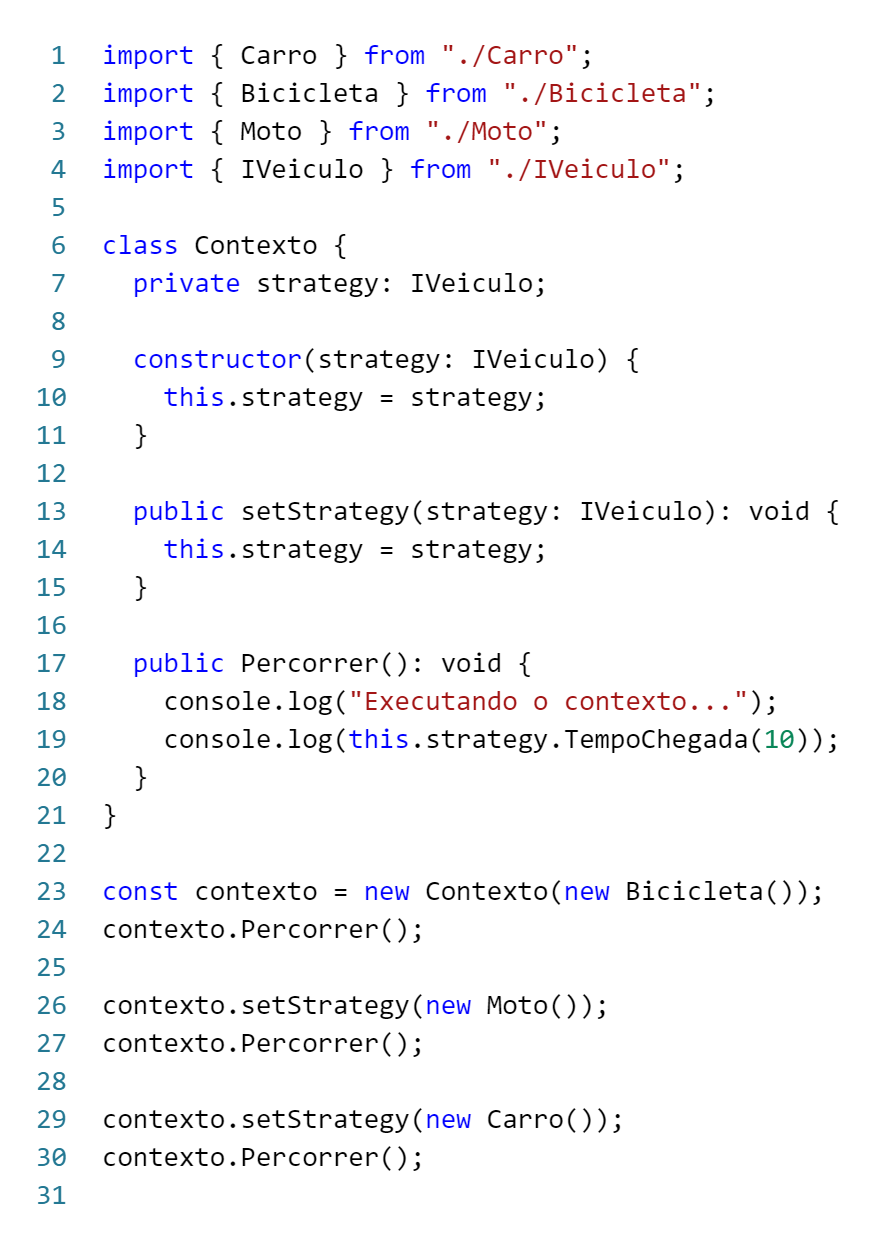 1 import { Carro } from "./Carro";
2 import { Bicicleta } from "./Bicicleta";
3 import { Moto } from "./Moto";
4 import { IVeiculo } from "./IVeiculo";
5
6 class Contexto {
7   private strategy: IVeiculo;
8
9   constructor(strategy: IVeiculo) {
10     this.strategy = strategy;
11   }
12
13   public setStrategy(strategy: IVeiculo): void {
14     this.strategy = strategy;
15   }
16
17   public Percorrer(): void {
18     console.log("Executando o contexto...");
19     console.log(this.strategy.TempoChegada(10));
20   }
21 }
22
23 const contexto = new Contexto(new Bicicleta());
24 contexto.Percorrer();
25
26 contexto.setStrategy(new Moto());
27 contexto.Percorrer();
28
29 contexto.setStrategy(new Carro());
30 contexto.Percorrer();
31